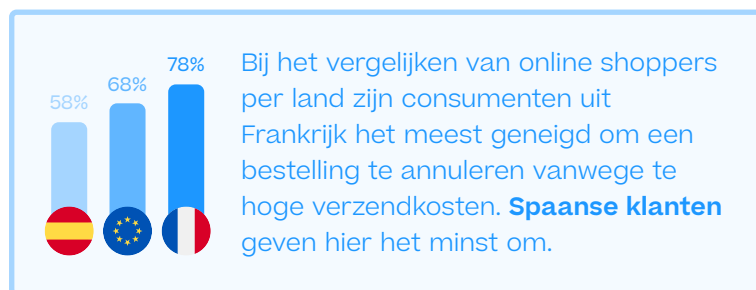 78%
68%
58%
Bij het vergelijken van online shoppers
per land zijn consumenten uit
Frankrijk het meest geneigd om een
bestelling te annuleren vanwege te
hoge verzendkosten. Spaanse klanten
geven hier het minst om.